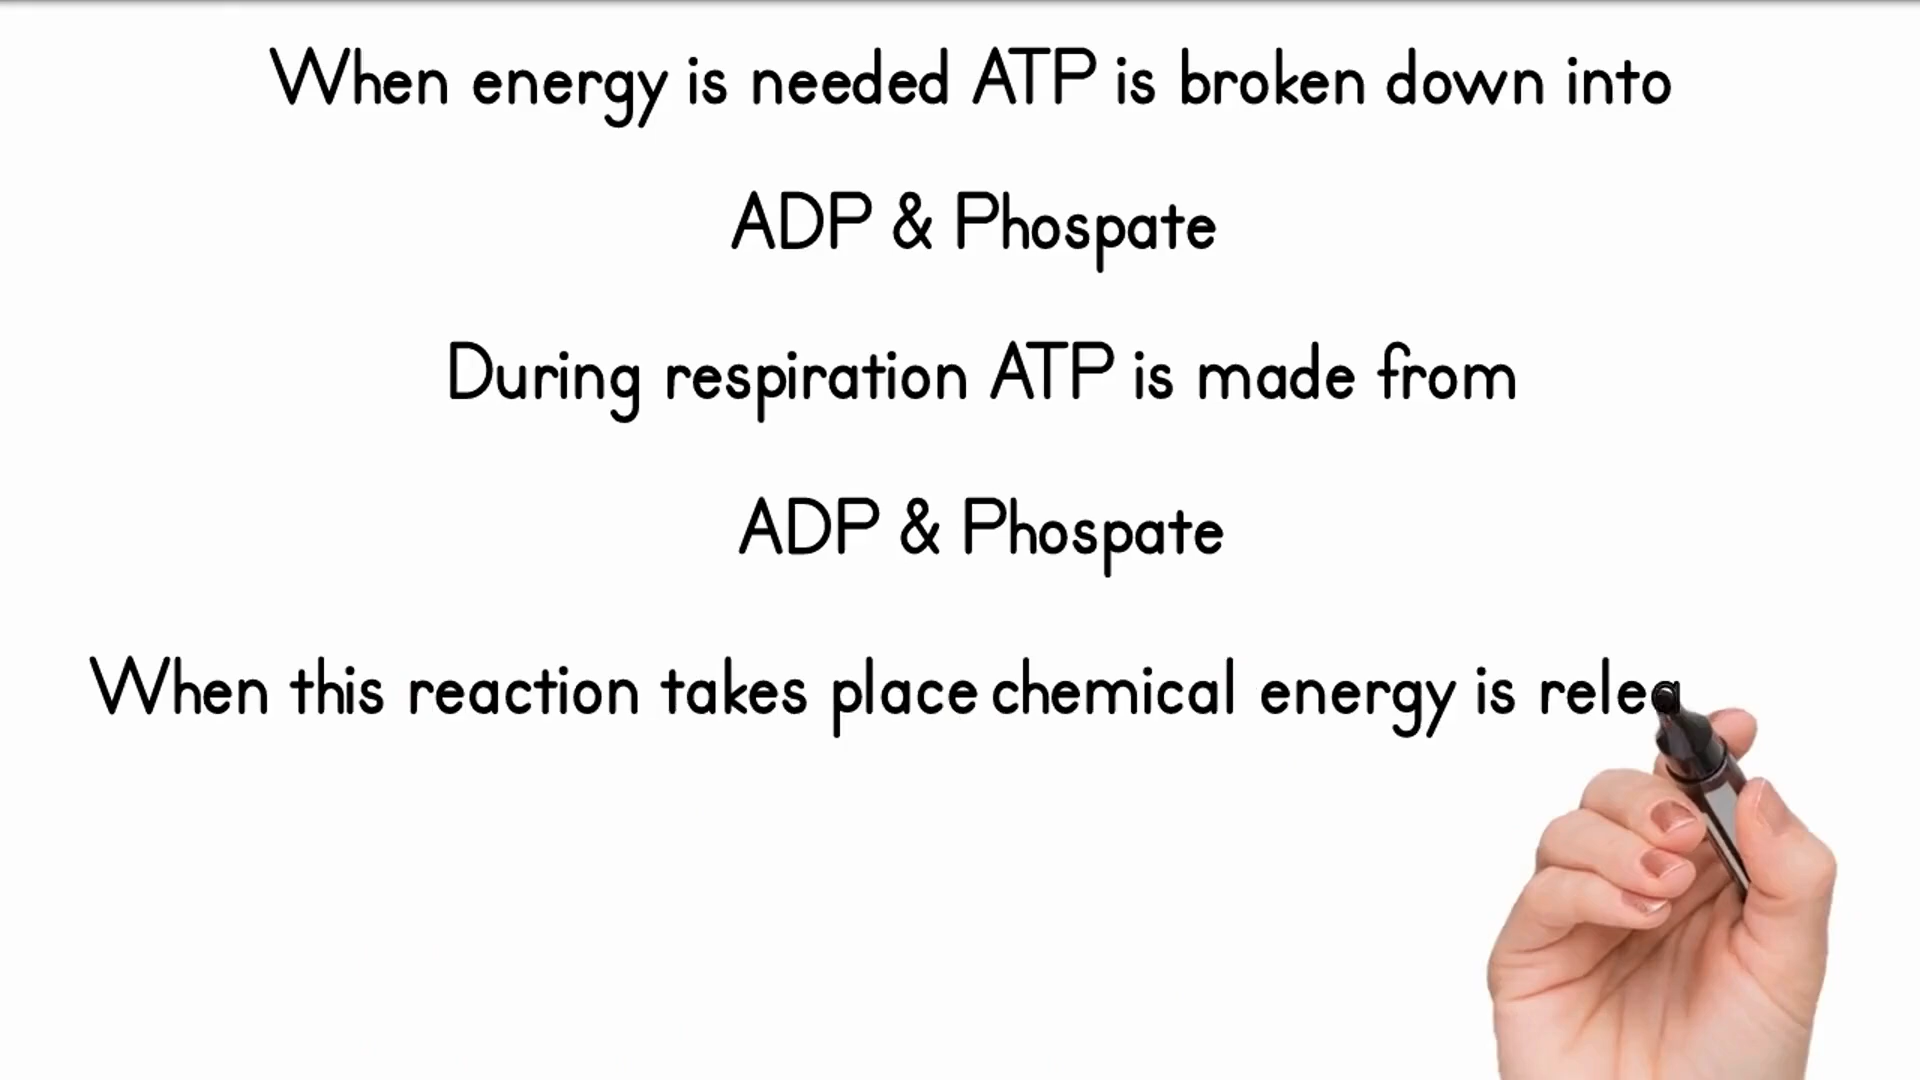 When energy is needed ATP is broken down into
ADP & Phospate
During respiration ATP is made from
ADP & Phospate
When this reaction takes place chemical energy is relea